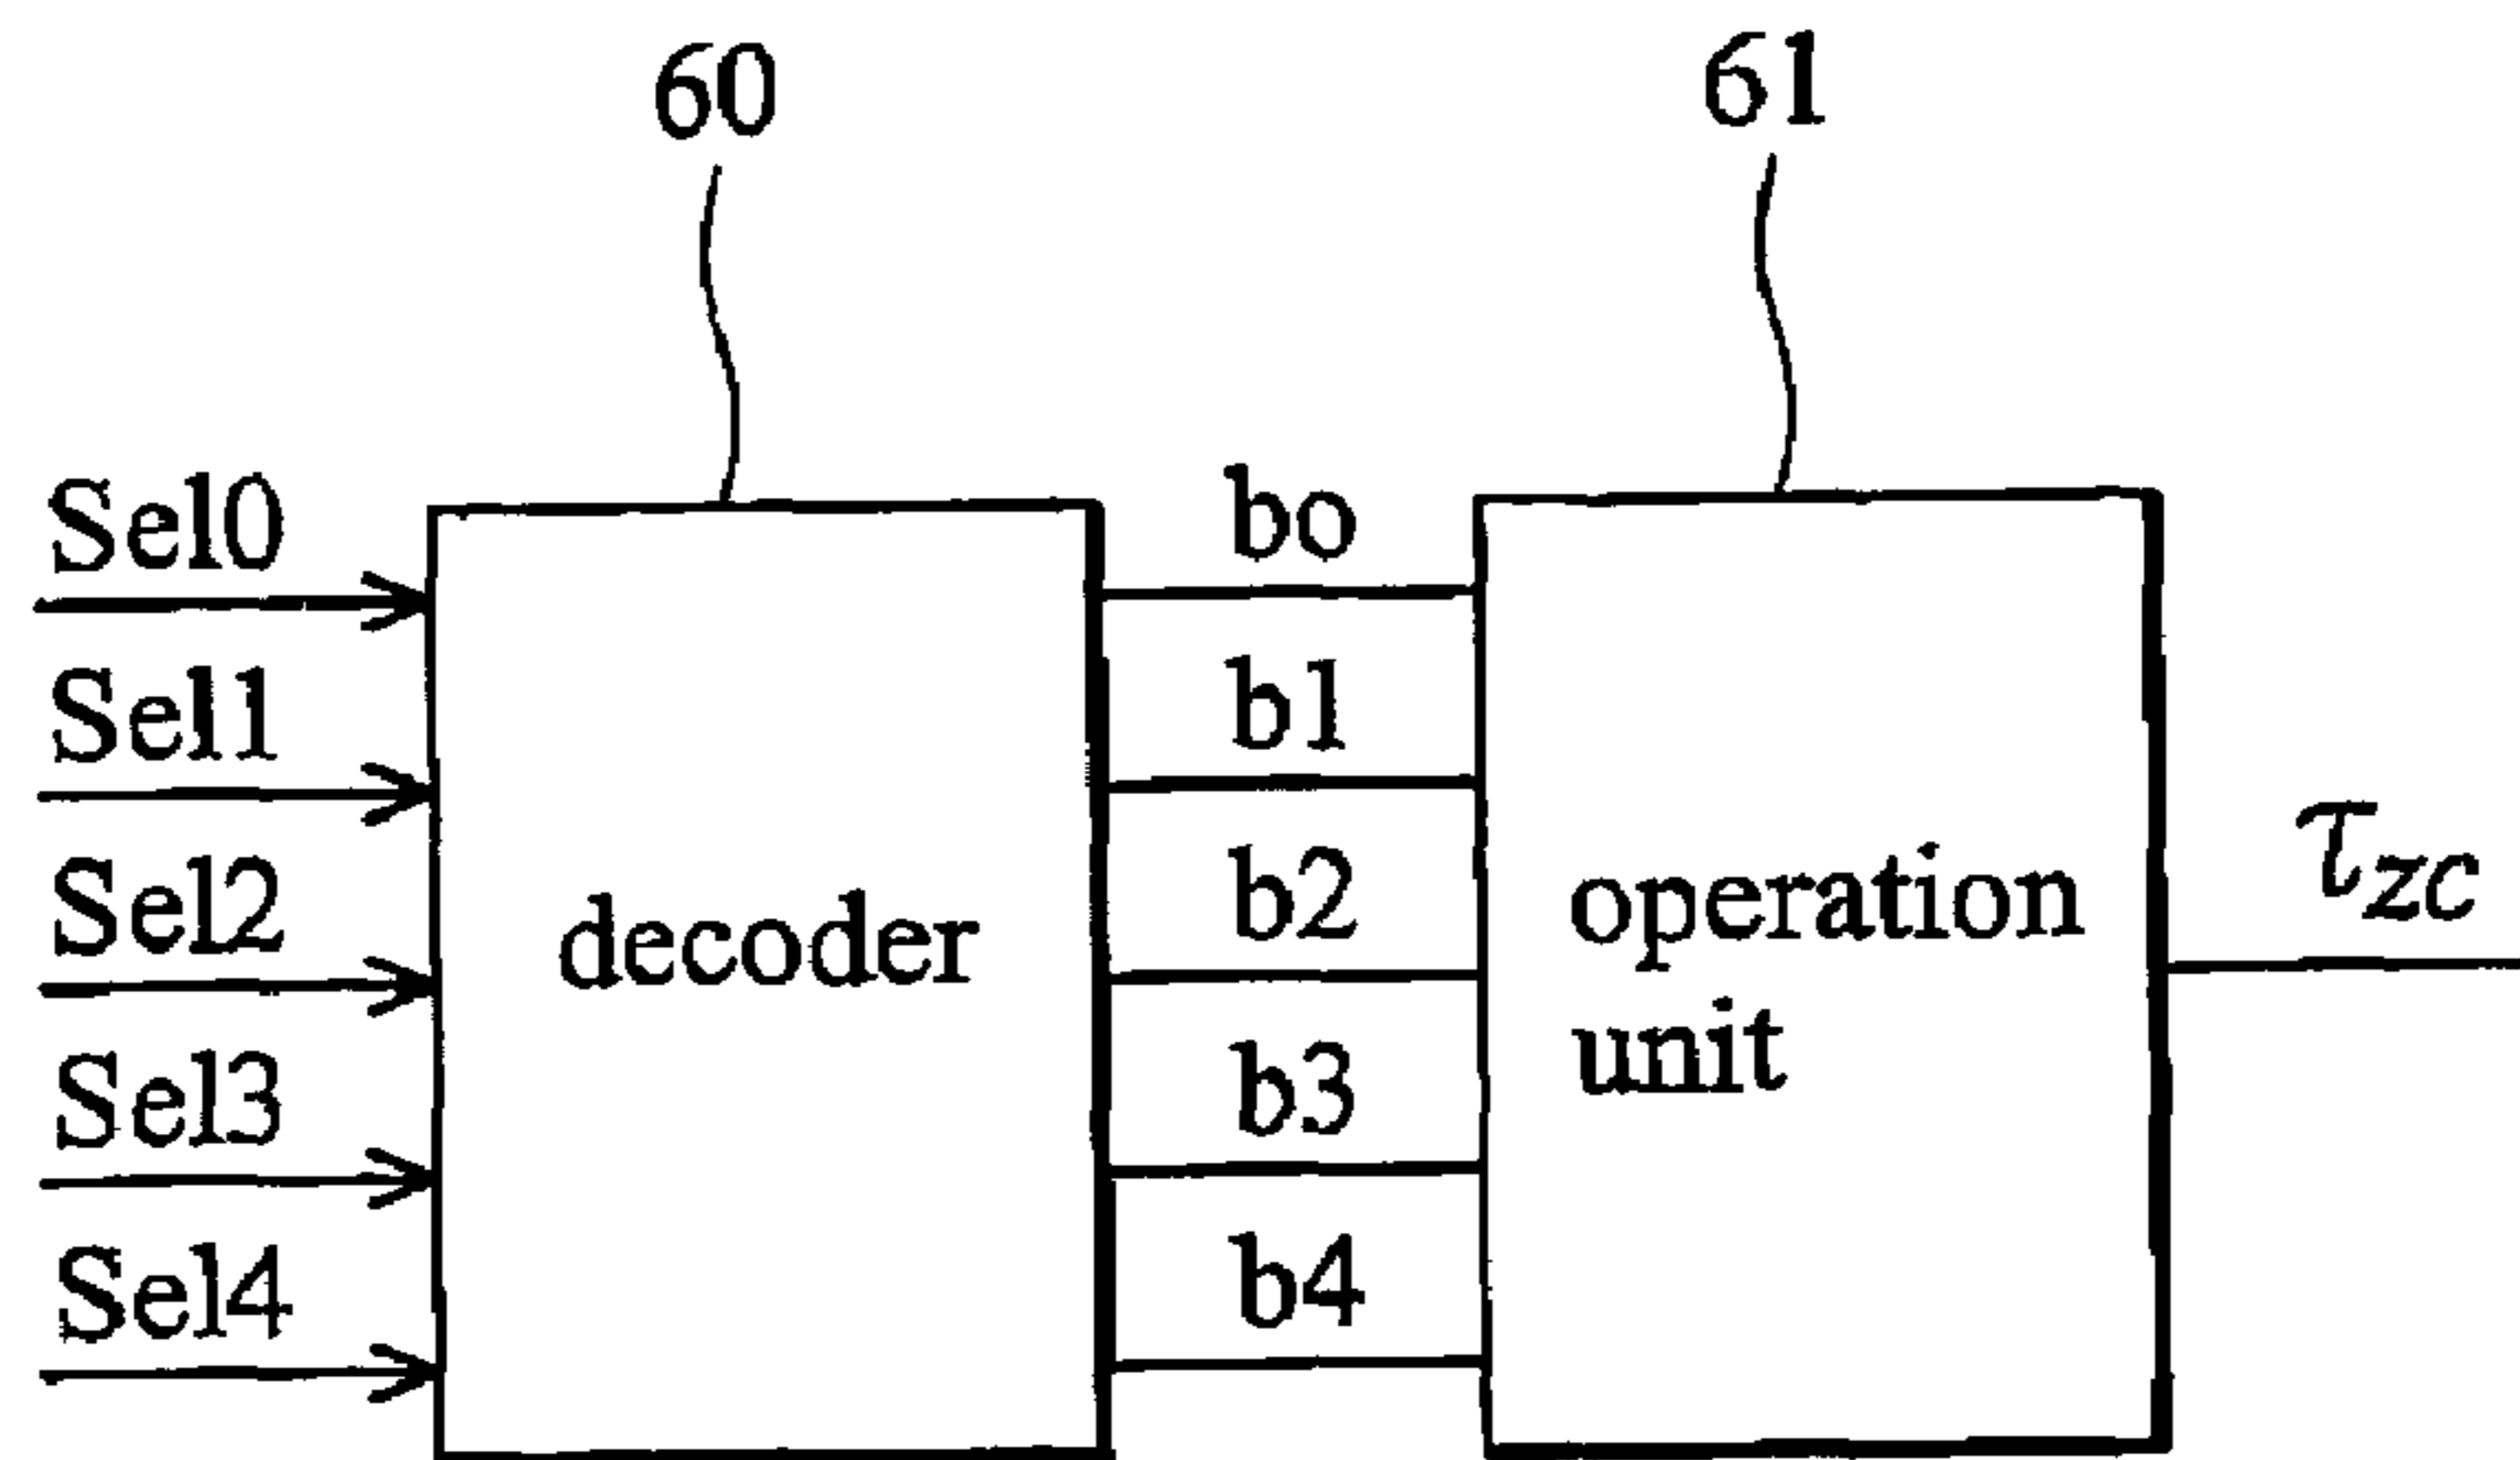 60
61
Sel0
Sel1
Sel2
Sel3
Sel4
decoder
bo
b1
b2
b3
b4
operation
unit
τzc